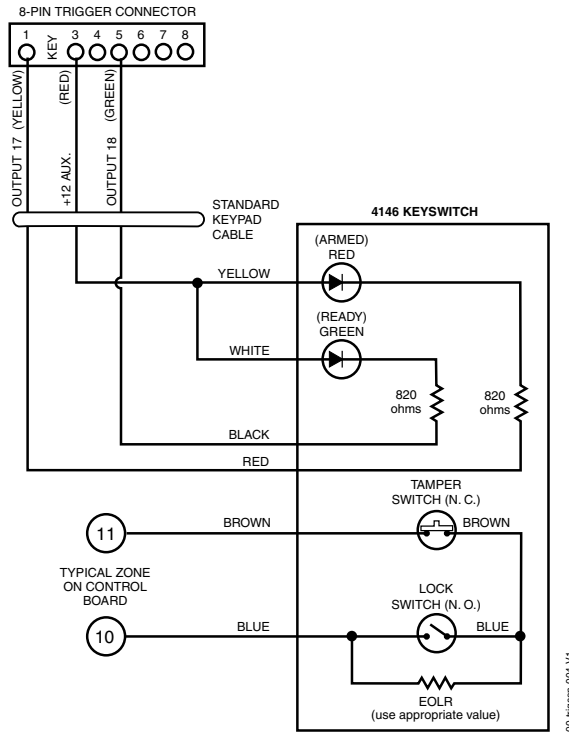 8-PIN TRIGGER CONNECTOR
1 3 4 5 6 7 8
KEY
OUTPUT 17 (YELLOW)
+12 AUX. (RED)
OUTPUT 18 (GREEN)
STANDARD
KEYPAD
CABLE
4146 KEYSWITCH
(ARMED)
RED
YELLOW
(READY)
GREEN
WHITE
820
ohms
820
ohms
BLACK
RED
TAMPER
SWITCH (N. C.)
BROWN
BROWN
11
TYPICAL ZONE
ON CONTROL
BOARD
LOCK
SWITCH (N. O.)
10
BLUE
BLUE
EOLR
(use appropriate value)